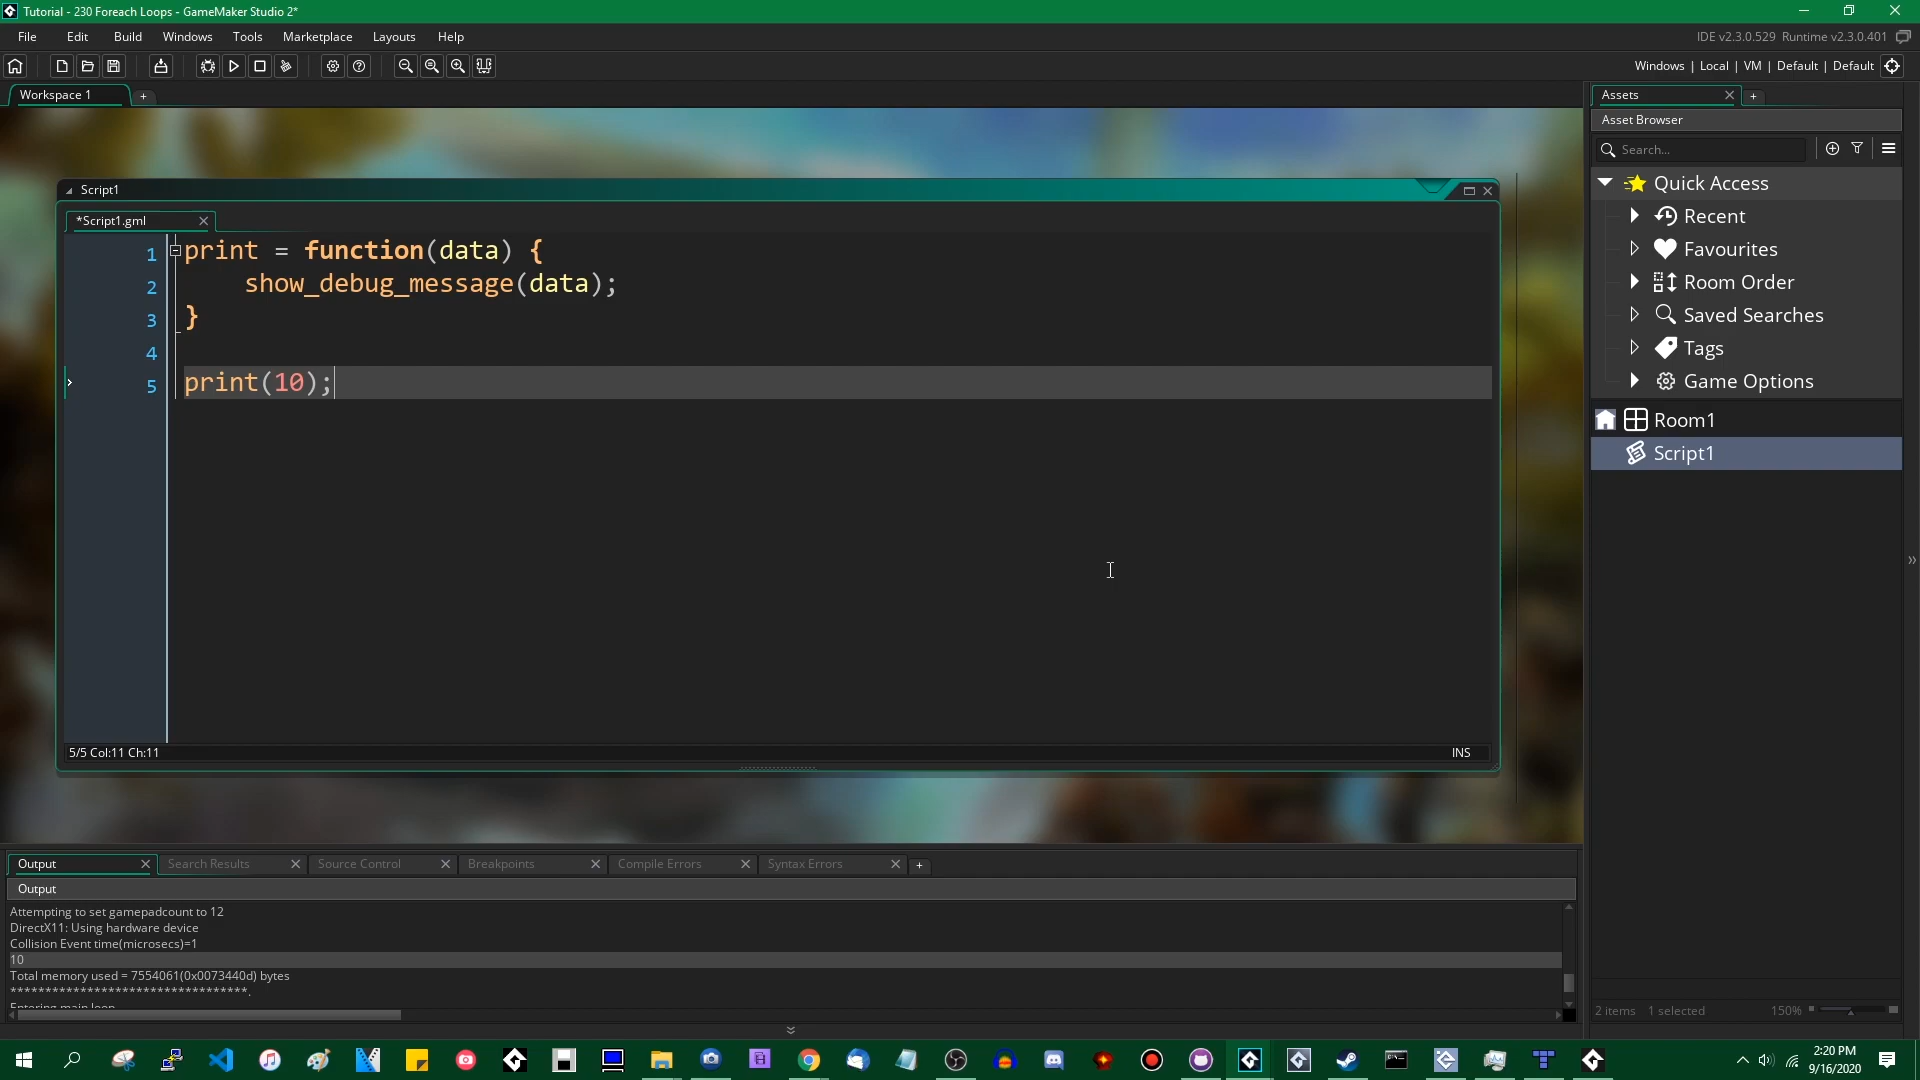 Tutorial - 230 Foreach Loops - GameMaker Studio 2*
File Edit Build Windows Tools Marketplace Layouts Help
IDE v2.3.0.529 Runtime v2.3.0.401
Windows | Local | VM | Default | Default
Workspace 1
Assets
Asset Browser
Search...
Quick Access
Recent
Favourites
Room Order
Saved Searches
Tags
Game Options
Room1
Script1
2 items 1 selected 150%
Script1
*Script1.gml
1 print = function(data) {
2 show_debug_message(data);
3 }
4
5 print(10);
5/5 Col:11 Ch:11 INS
Output Search Results Source Control Breakpoints Compile Errors Syntax Errors
Output
Attempting to set gamepadcount to 12
DirectX11: Using hardware device
Collision Event time(microsecs)=1
10
Total memory used = 7554061(0x0073440d) bytes
**********************************.
Entering main loop.
2:20 PM
9/16/2020